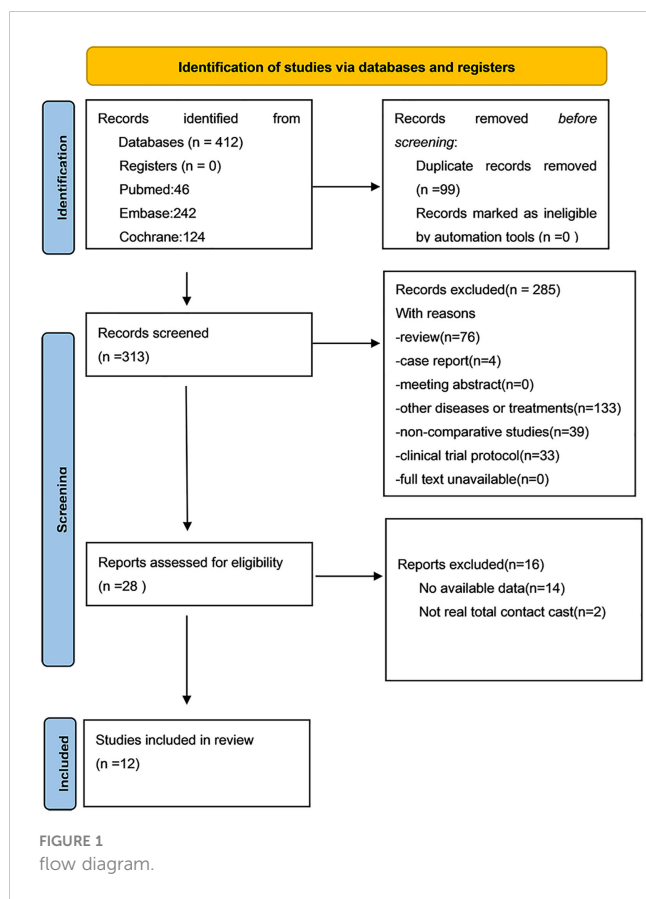 Identification of studies via databases and registers
Identification
Records identified from
Databases (n = 412)
Registers (n = 0)
Pubmed:46
Embase:242
Cochrane:124
Records removed before
screening:
Duplicate records removed
(n =99)
Records marked as ineligible
by automation tools (n =0 )
Screening
Records screened
(n =313)
Records excluded(n = 285)
With reasons
-review(n=76)
-case report(n=4)
-meeting abstract(n=0)
-other diseases or treatments(n=133)
-non-comparative studies(n=39)
-clinical trial protocol(n=33)
-full text unavailable(n=0)
Reports assessed for eligibility
(n =28 )
Reports excluded(n=16)
No available data(n=14)
Not real total contact cast(n=2)
Included
Studies included in review
(n =12)
FIGURE 1
flow diagram.